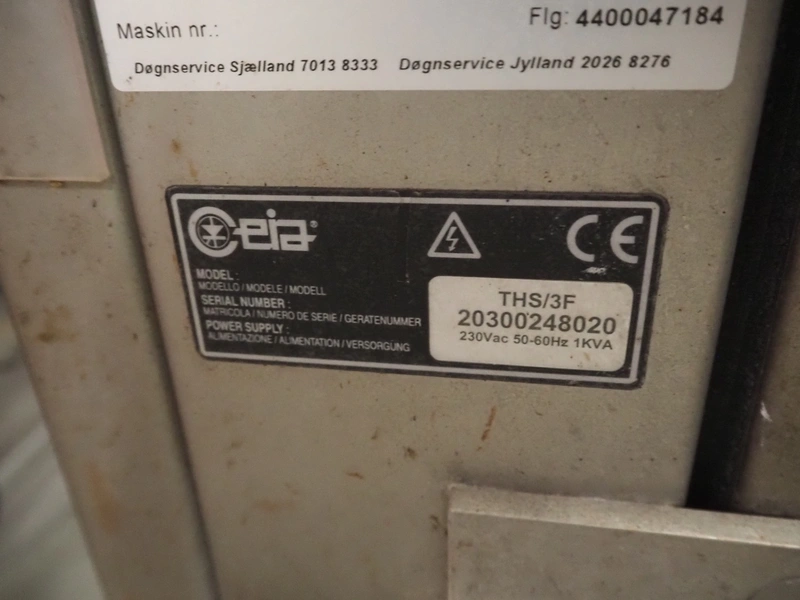 Maskin nr.: Flg: 4400047184
Døgnservice Sjælland 7013 8333 Døgnservice Jylland 2026 8276
Ceia®
CE
MODEL :
MODELLO / MODELE / MODELL
SERIAL NUMBER :
MATRICOLA / NUMERO DE SERIE / GERATENUMMER
POWER SUPPLY :
ALIMENTAZIONE / ALIMENTATION / VERSORGUNG
THS/3F
20300248020
230Vac 50-60Hz 1KVA